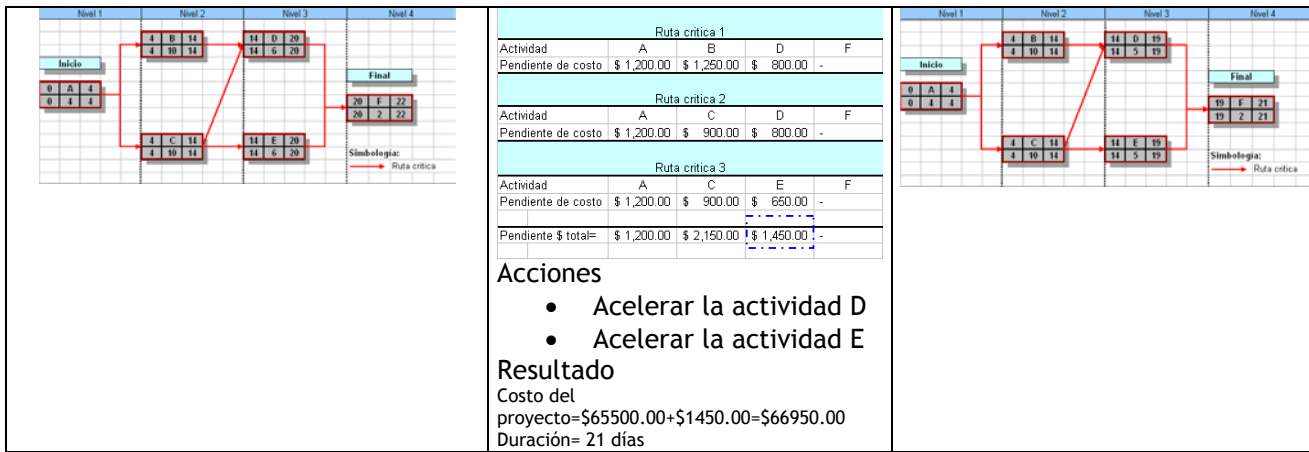 Nivel 1 Nivel 2 Nivel 3 Nivel 4
4 B 14 14 D 20
4 10 14 14 6 20
Inicio
Final
0 A 4
0 4 4
20 F 22
20 2 22
4 C 14 14 E 20
4 10 14 14 6 20
Simbología:
Ruta critica
Ruta critica 1
Actividad A B D F
Pendiente de costo $ 1,200.00 $ 1,250.00 $ 800.00 -
Ruta critica 2
Actividad A C D F
Pendiente de costo $ 1,200.00 $ 900.00 $ 800.00 -
Ruta critica 3
Actividad A C E F
Pendiente de costo $ 1,200.00 $ 900.00 $ 650.00 -
Pendiente $ total= $ 1,200.00 $ 2,150.00 $ 1,450.00 -
Acciones
• Acelerar la actividad D
• Acelerar la actividad E
Resultado
Costo del
proyecto=$65500.00+$1450.00=$66950.00
Duración= 21 días
Nivel 1 Nivel 2 Nivel 3 Nivel 4
4 B 14 14 D 19
4 10 14 14 5 19
Inicio
Final
0 A 4
0 4 4
19 F 21
19 2 21
4 C 14 14 E 19
4 10 14 14 5 19
Simbología:
Ruta critica